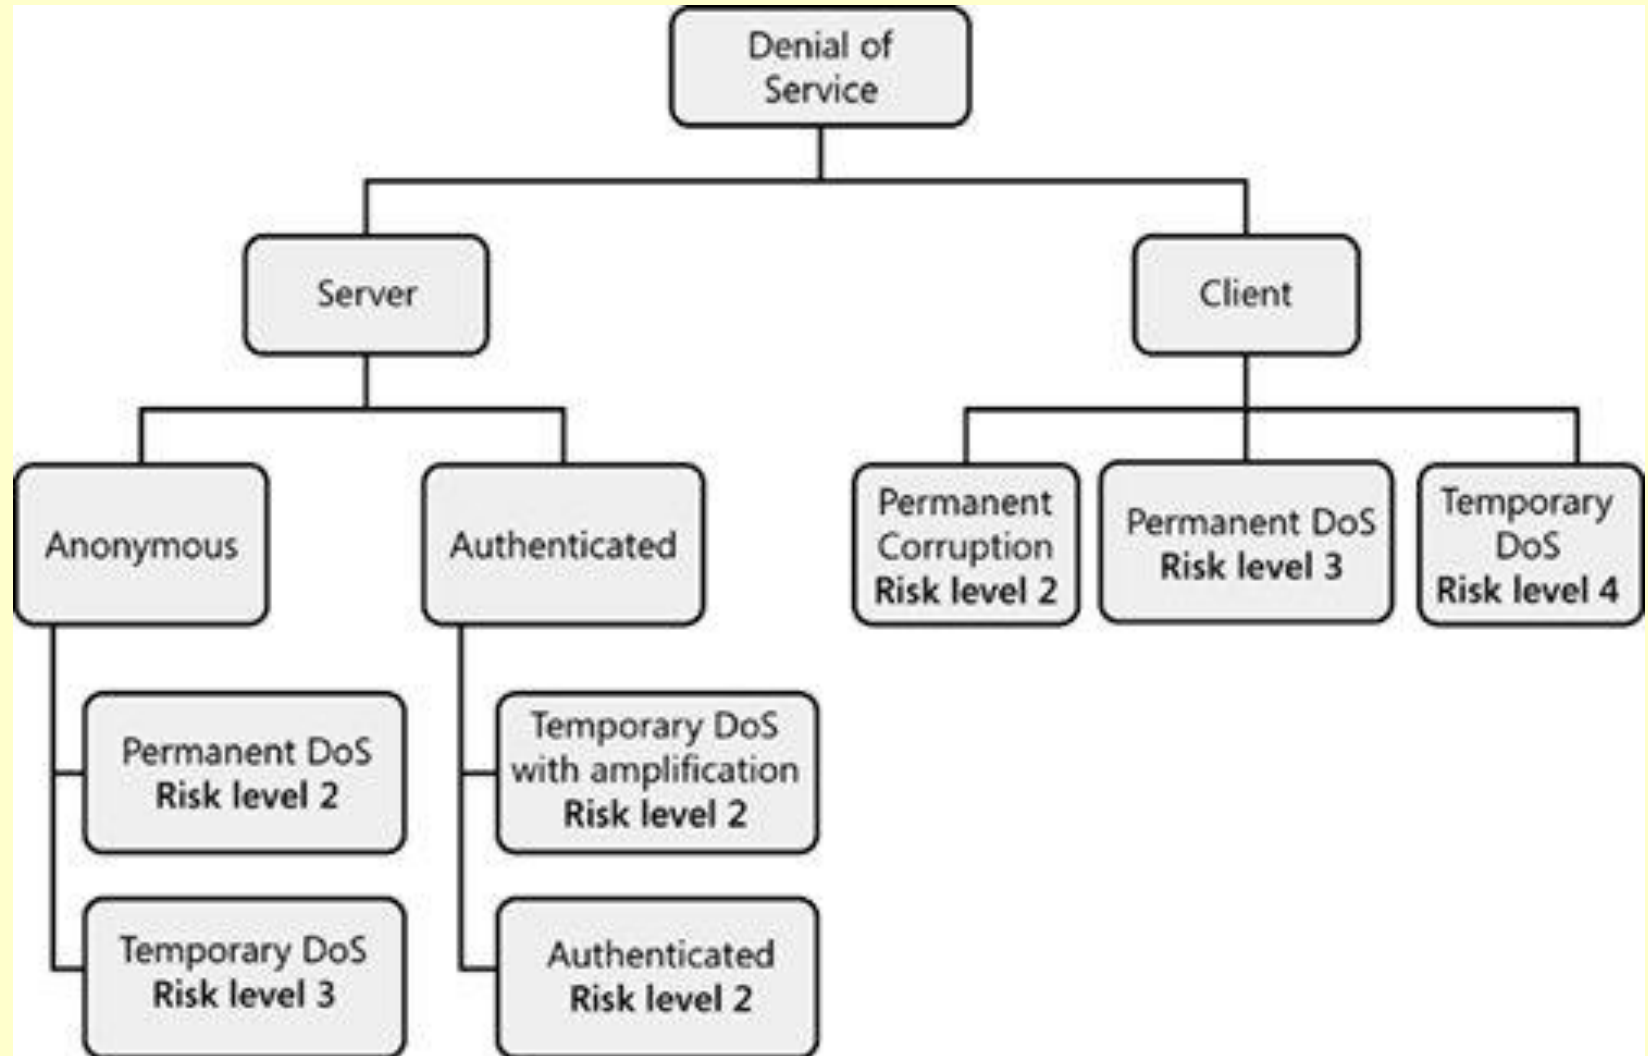 Denial of
Service
Server
Client
Anonymous
Authenticated
Permanent
Corruption
Risk level 2
Permanent DoS
Risk level 3
Temporary
DoS
Risk level 4
Permanent DoS
Risk level 2
Temporary DoS
Risk level 3
Temporary DoS
with amplification
Risk level 2
Authenticated
Risk level 2